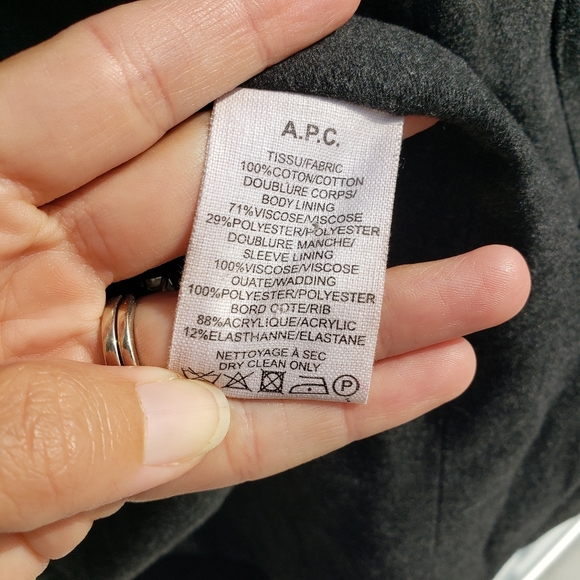 A.P.C.
TISSU/FABRIC
100%COTON/COTTON
DOUBLURE CORPS/
BODY LINING
71%VISCOSE/VISCOSE
29%POLYESTER/POLYESTER
DOUBLURE MANCHE/
SLEEVE LINING
100%VISCOSE/VISCOSE
OUATE/WADDING
100%POLYESTER/POLYESTER
BORD COTE/RIB
88%ACRYLIQUE/ACRYLIC
12%ELASTHANNE/ELASTANE
NETTOYAGE À SEC
DRY CLEAN ONLY
P